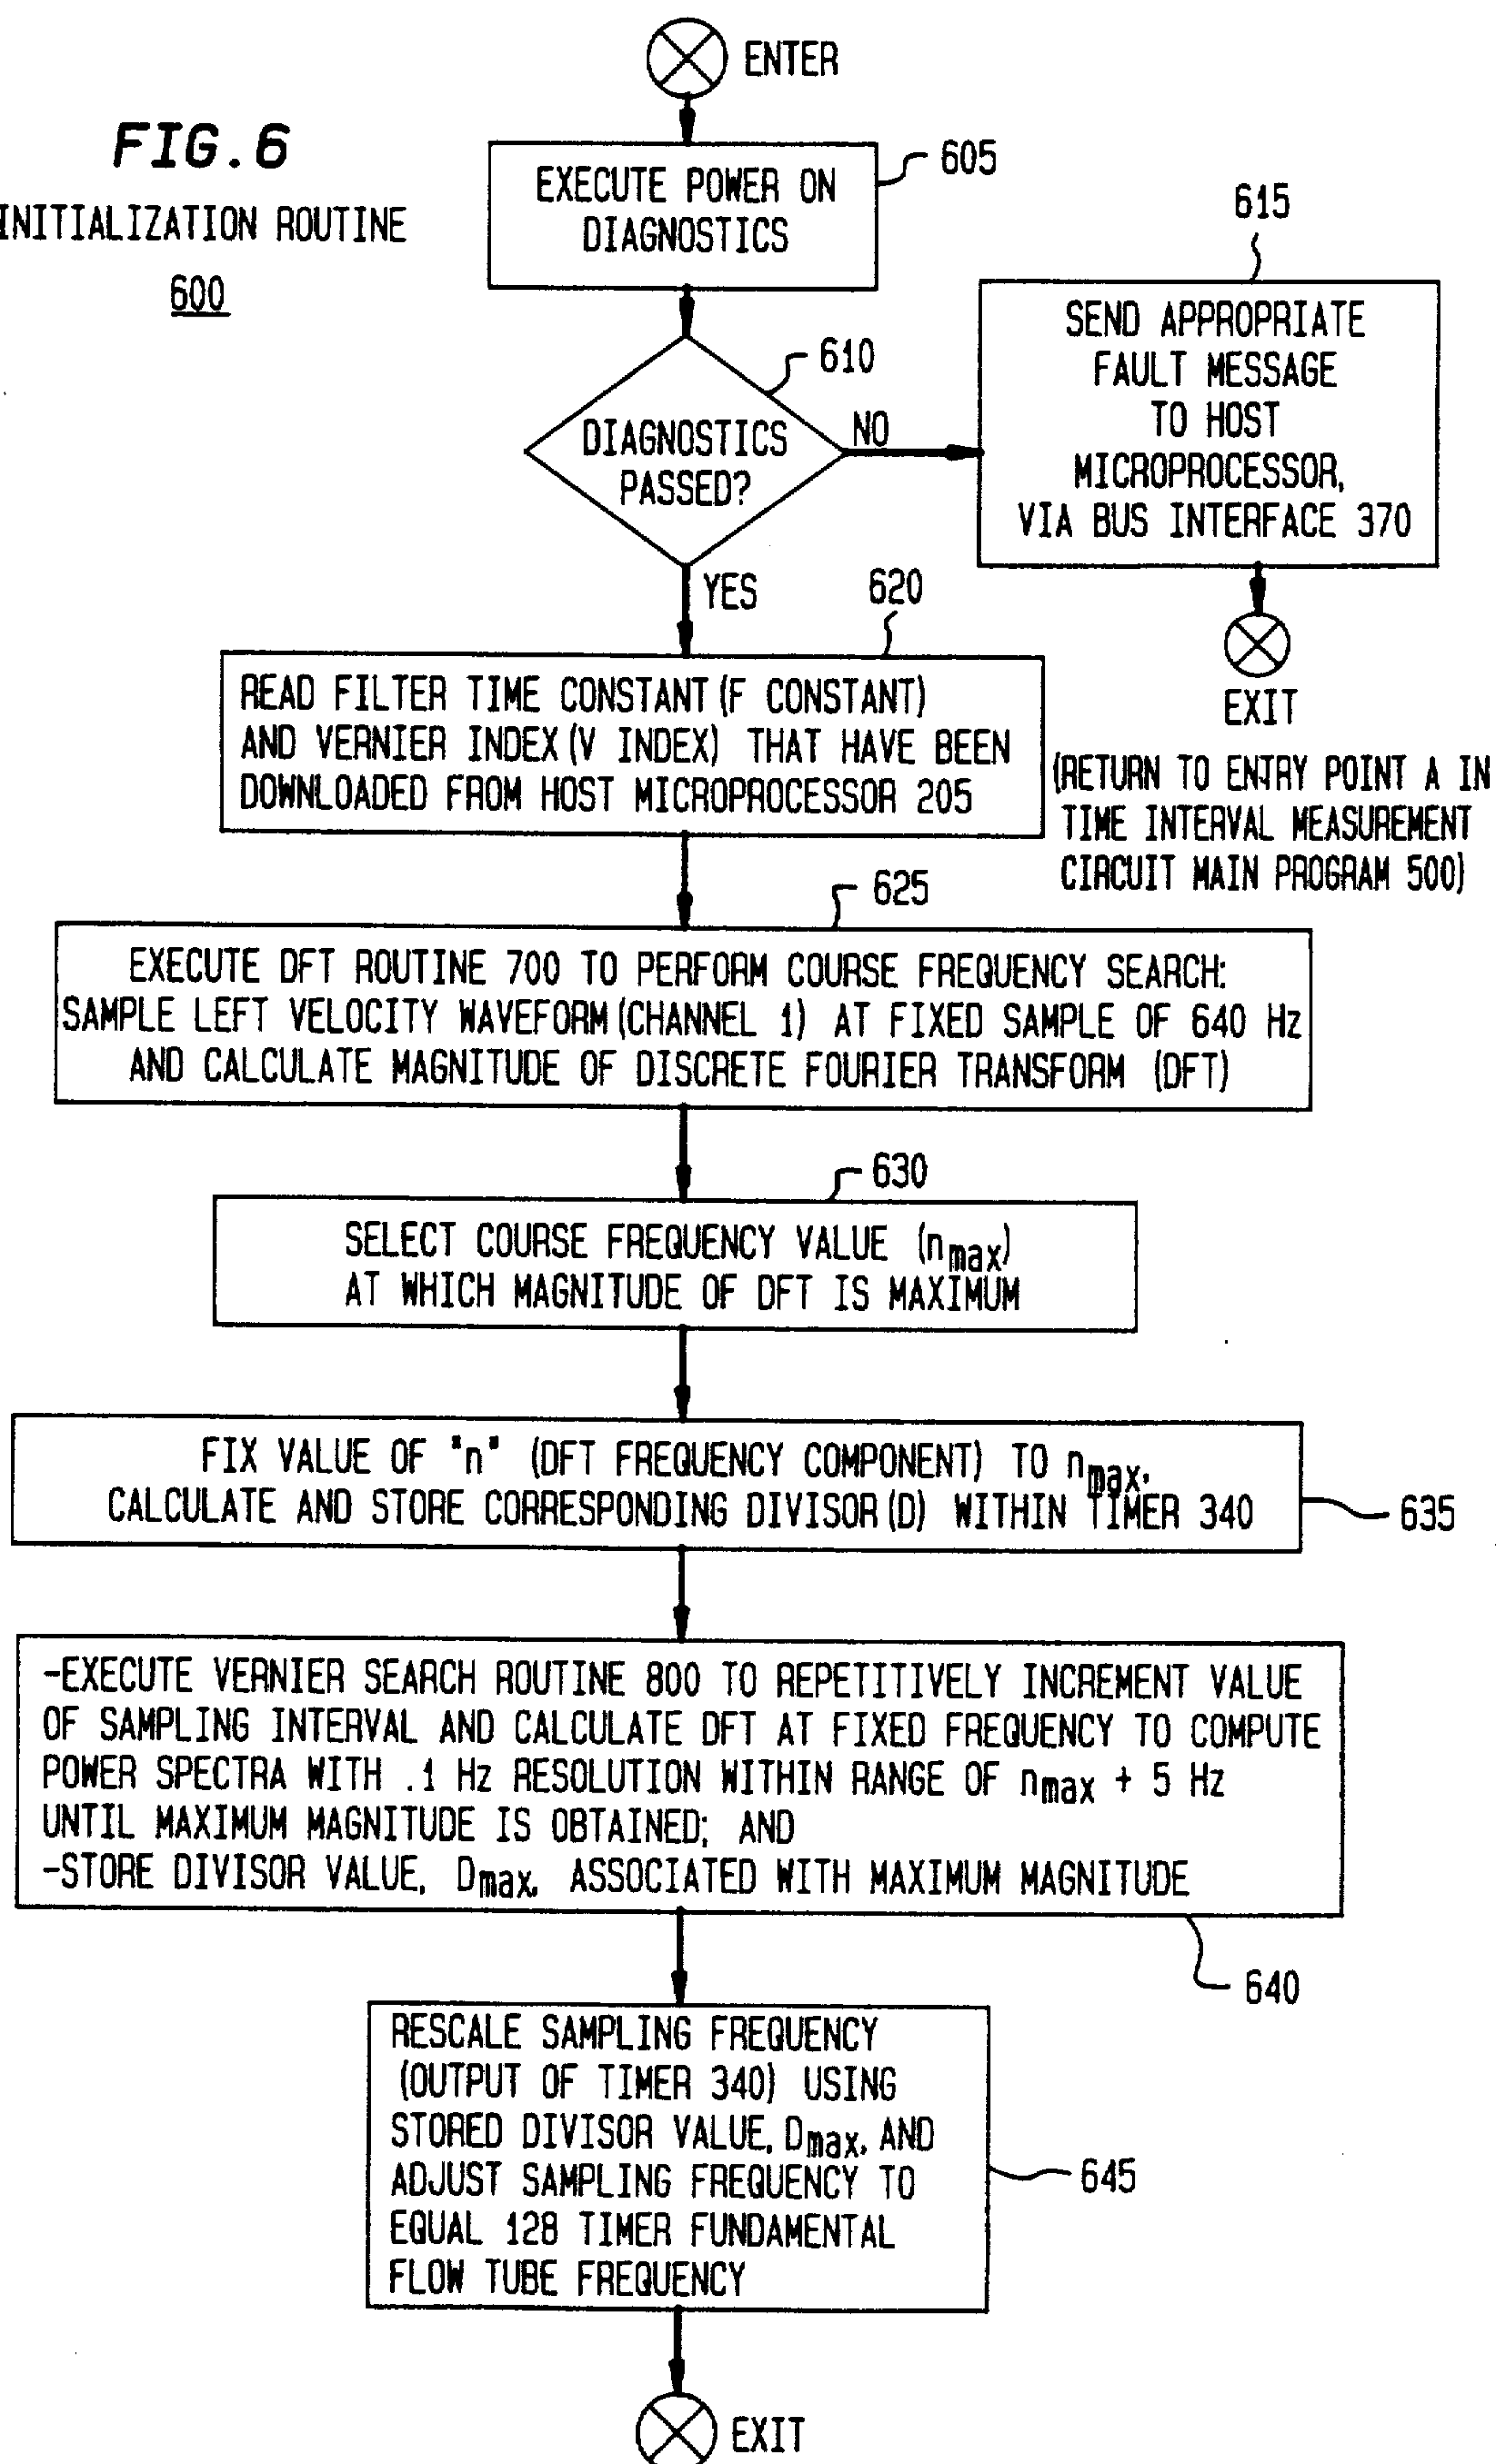 ENTER
FIG.6
INITIALIZATION ROUTINE
600
EXECUTE POWER ON
DIAGNOSTICS
605
610
DIAGNOSTICS
PASSED?
NO
615
SEND APPROPRIATE
FAULT MESSAGE
TO HOST
MICROPROCESSOR,
VIA BUS INTERFACE 370
EXIT
(RETURN TO ENTRY POINT A IN
TIME INTERVAL MEASUREMENT
CIRCUIT MAIN PROGRAM 500)
YES
620
READ FILTER TIME CONSTANT (F CONSTANT)
AND VERNIER INDEX (V INDEX) THAT HAVE BEEN
DOWNLOADED FROM HOST MICROPROCESSOR 205
625
EXECUTE DFT ROUTINE 700 TO PERFORM COURSE FREQUENCY SEARCH:
SAMPLE LEFT VELOCITY WAVEFORM (CHANNEL 1) AT FIXED SAMPLE OF 640 Hz
AND CALCULATE MAGNITUDE OF DISCRETE FOURIER TRANSFORM (DFT)
630
SELECT COURSE FREQUENCY VALUE (nmax)
AT WHICH MAGNITUDE OF DFT IS MAXIMUM
FIX VALUE OF "n" (DFT FREQUENCY COMPONENT) TO nmax.
CALCULATE AND STORE CORRESPONDING DIVISOR (D) WITHIN TIMER 340
635
-EXECUTE VERNIER SEARCH ROUTINE 800 TO REPETITIVELY INCREMENT VALUE
OF SAMPLING INTERVAL AND CALCULATE DFT AT FIXED FREQUENCY TO COMPUTE
POWER SPECTRA WITH .1 Hz RESOLUTION WITHIN RANGE OF nmax + 5 Hz
UNTIL MAXIMUM MAGNITUDE IS OBTAINED; AND
-STORE DIVISOR VALUE, Dmax, ASSOCIATED WITH MAXIMUM MAGNITUDE
640
RESCALE SAMPLING FREQUENCY
(OUTPUT OF TIMER 340) USING
STORED DIVISOR VALUE, Dmax, AND
ADJUST SAMPLING FREQUENCY TO
EQUAL 128 TIMER FUNDAMENTAL
FLOW TUBE FREQUENCY
645
EXIT